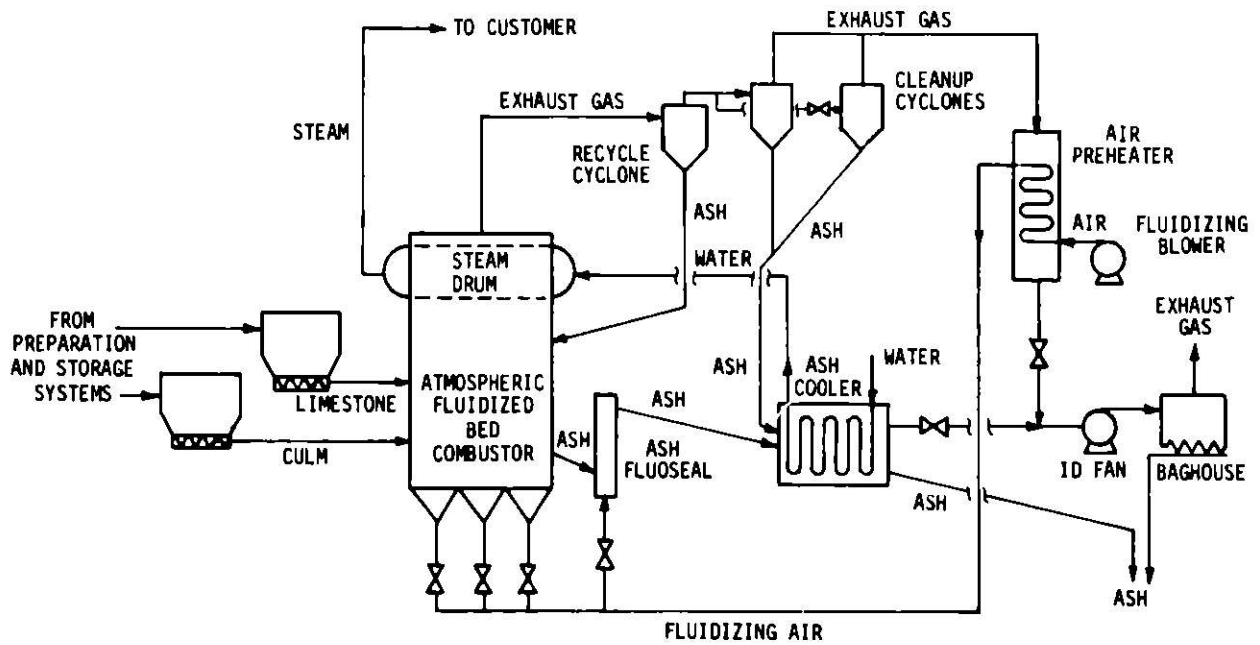 TO CUSTOMER
EXHAUST GAS
CLEANUP
CYCLONES
EXHAUST GAS
STEAM
RECYCLE
CYCLONE
AIR
PREHEATER
ASH
ASH
AIR
FLUIDIZING
BLOWER
STEAM
DRUM
WATER
EXHAUST
GAS
FROM
PREPARATION
AND STORAGE
SYSTEMS
LIMESTONE
CULM
ATMOSPHERIC
FLUIDIZED
BED
COMBUSTOR
ASH
ASH
ASH
FLUOSEAL
ASH
ASH
COOLER
WATER
ID FAN
BAGHOUSE
ASH
ASH
FLUIDIZING AIR